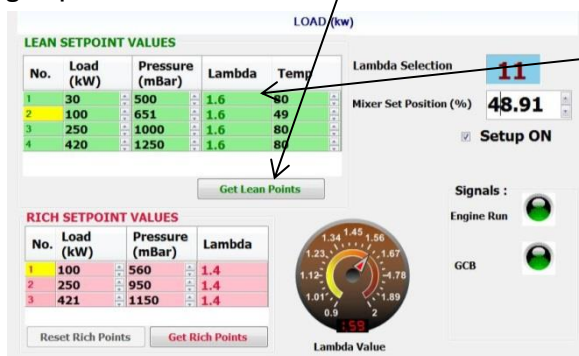 LOAD (kw)
LEAN SETPOINT VALUES
No. Load (kW) Pressure (mBar) Lambda Temp
1 30 500 1.6 80
2 100 651 1.6 49
3 250 1000 1.6 80
4 420 1250 1.6 80
Get Lean Points
Lambda Selection 11
Mixer Set Position (%) 48.91
Setup ON
RICH SETPOINT VALUES
No. Load (kW) Pressure (mBar) Lambda
1 100 560 1.4
2 250 950 1.4
3 421 1150 1.4
Reset Rich Points Get Rich Points
0.9 1.01 1.12 1.23 1.34 1.45 1.56 1.67 1.78 1.89 2
:59
Lambda Value
Signals :
Engine Run
GCB